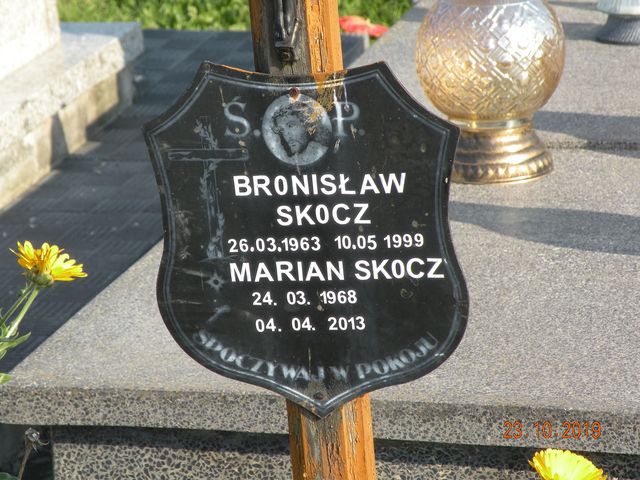 Ś. P.
BR0NISŁAW
SK0CZ
26.03.1963 10.05 1999
MARIAN SK0CZ
24. 03. 1968
04. 04. 2013
SPOCZYWAJ W POKOJU
23 10 2019